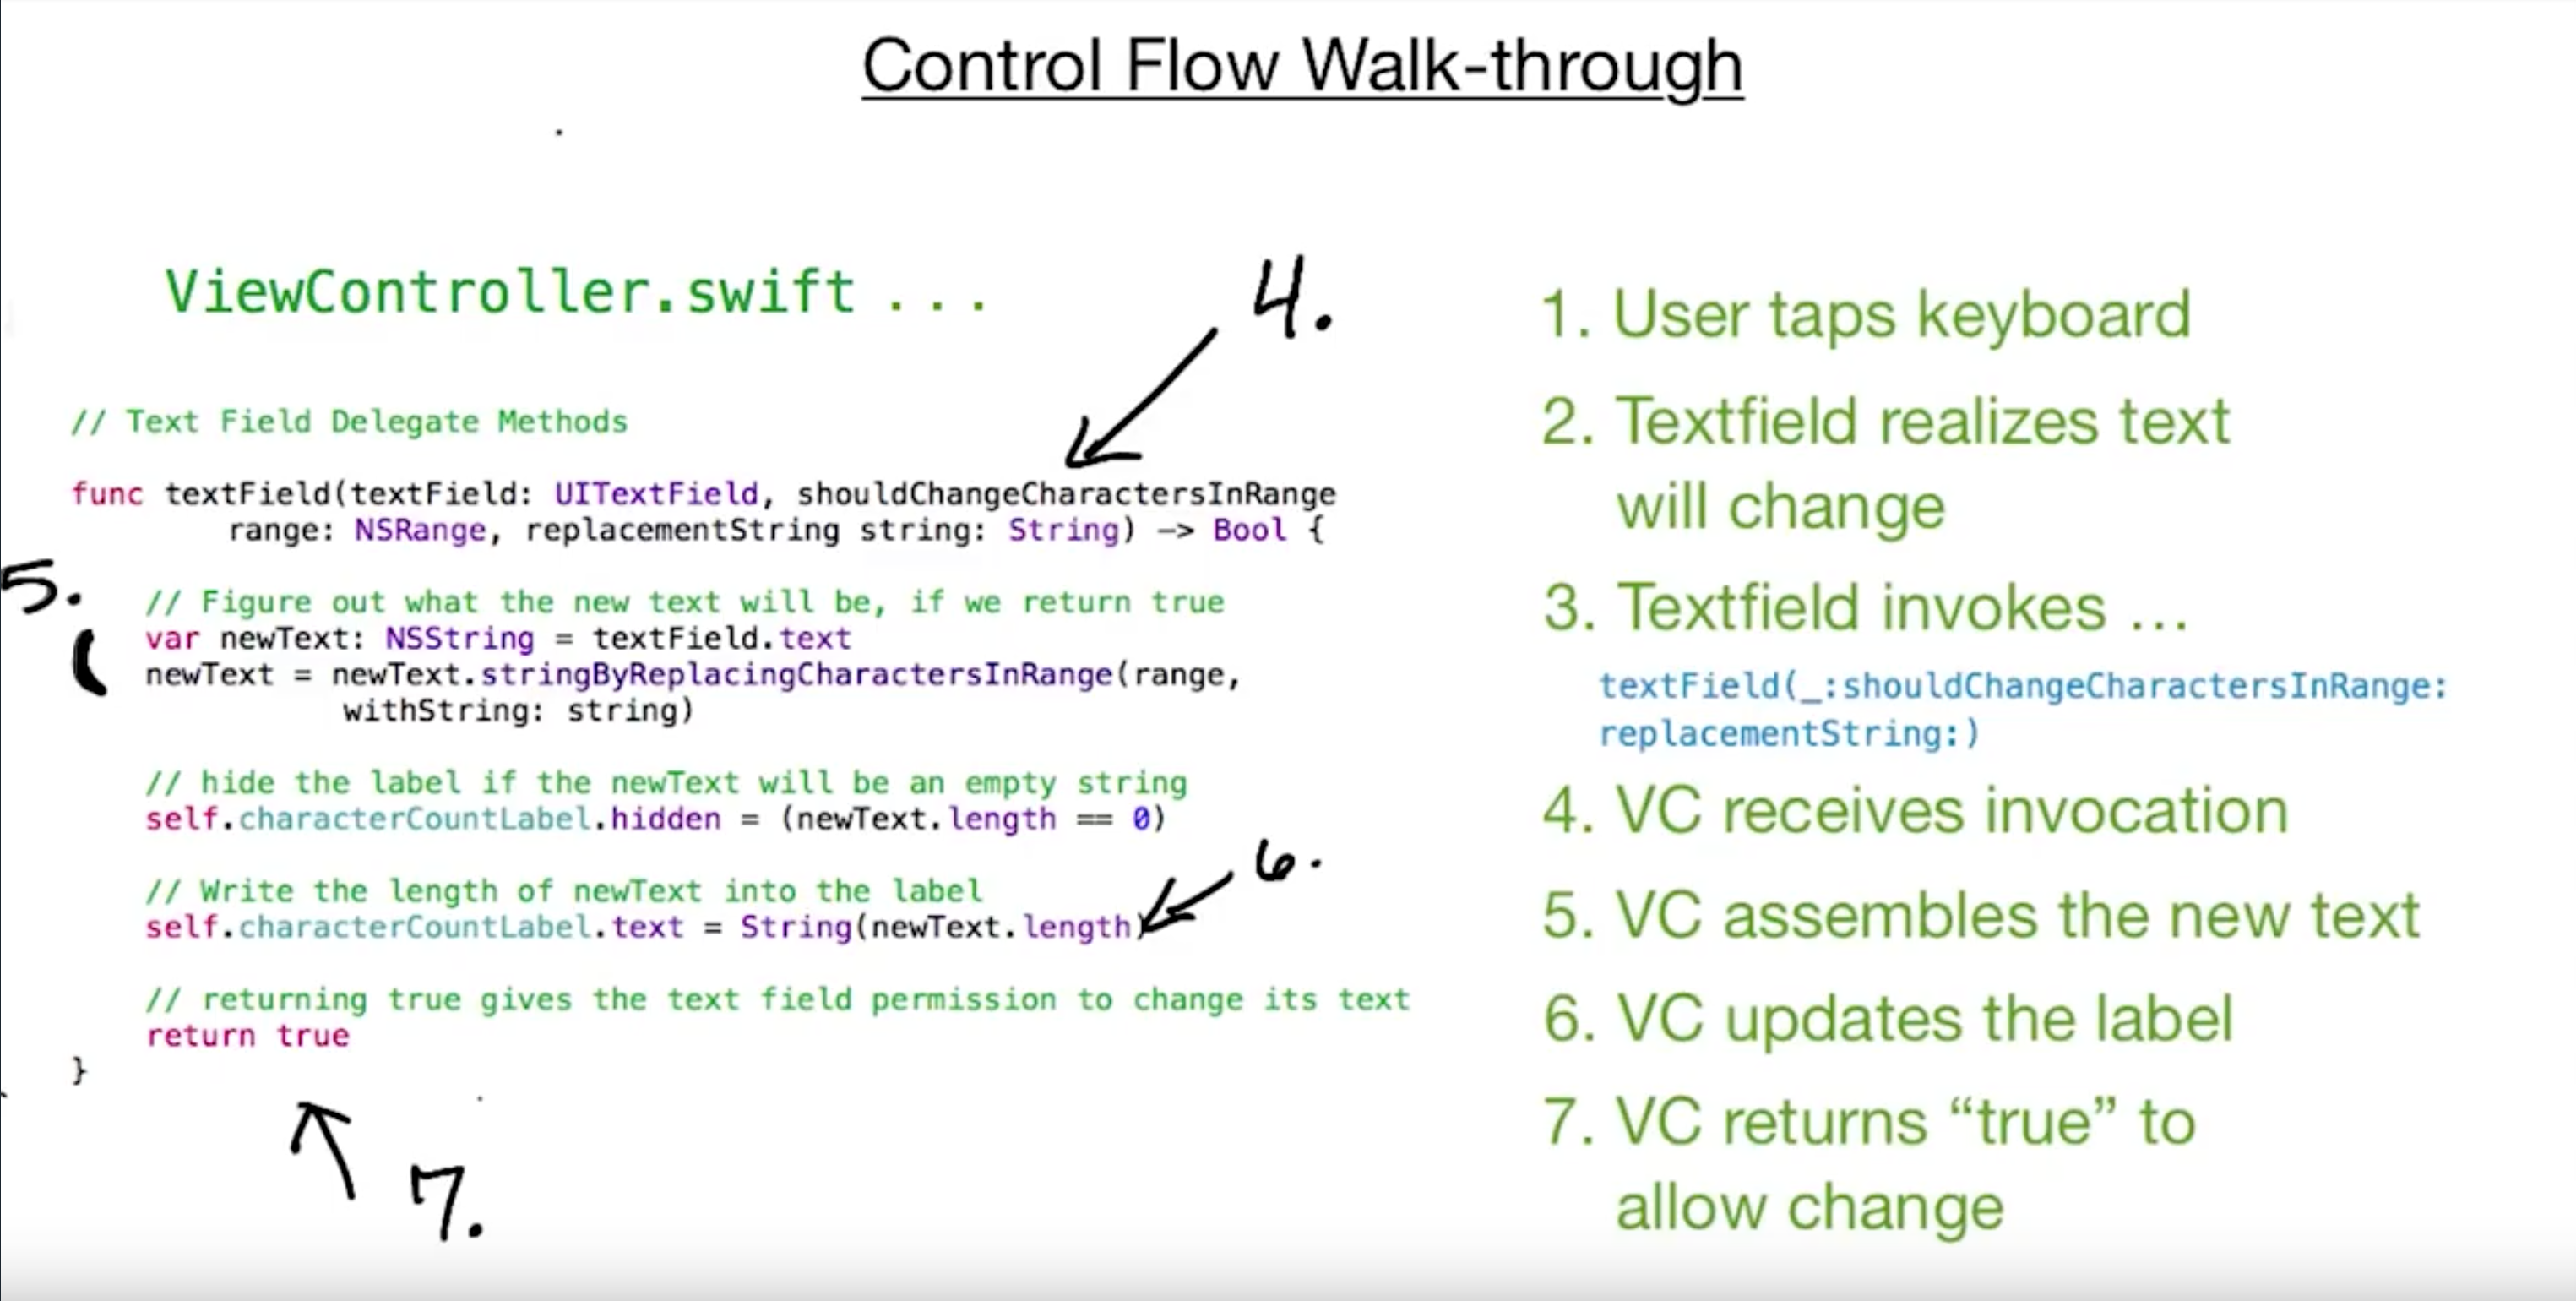 Control Flow Walk-through
ViewController.swift ...
4.
// Text Field Delegate Methods
func textField(textField: UITextField, shouldChangeCharactersInRange
range: NSRange, replacementString string: String) -> Bool {
5.
// Figure out what the new text will be, if we return true
var newText: NSString = textField.text
newText = newText.stringByReplacingCharactersInRange(range,
withString: string)
// hide the label if the newText will be an empty string
self.characterCountLabel.hidden = (newText.length == 0)
6.
// Write the length of newText into the label
self.characterCountLabel.text = String(newText.length)
// returning true gives the text field permission to change its text
return true
}
7.
1. User taps keyboard
2. Textfield realizes text
will change
3. Textfield invokes ...
textField(_:shouldChangeCharactersInRange:
replacementString:)
4. VC receives invocation
5. VC assembles the new text
6. VC updates the label
7. VC returns “true” to
allow change